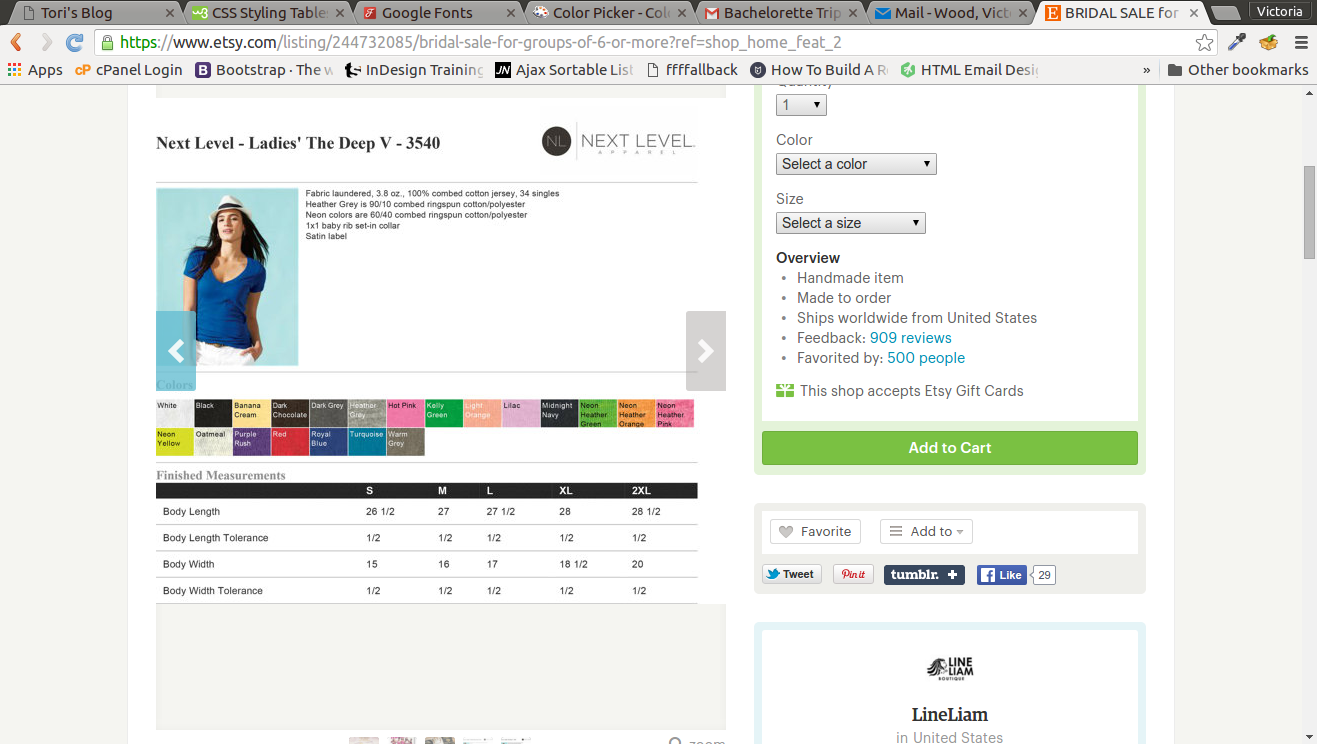 Tori's Blog
CSS Styling Table
Google Fonts
Color Picker - Col
Bachelorette Trip
Mail - Wood, Vict
BRIDAL SALE for
Victoria
https://www.etsy.com/listing/244732085/bridal-sale-for-groups-of-6-or-more?ref=shop_home_feat_2
Apps
cPanel Login
Bootstrap · The w
InDesign Training
Ajax Sortable List
ffffallback
How To Build A R
HTML Email Desi
»
Other bookmarks
Next Level - Ladies' The Deep V - 3540
NL NEXT LEVEL.
APPAREL
Fabric laundered, 3.8 oz., 100% combed cotton jersey, 34 singles
Heather Grey is 90/10 combed ringspun cotton/polyester
Neon colors are 60/40 combed ringspun cotton/polyester
1x1 baby rib set-in collar
Satin label
Colors
White
Black
Banana Cream
Dark Chocolate
Dark Grey
Heather Grey
Hot Pink
Kelly Green
Light Orange
Lilac
Midnight Navy
Neon Heather Green
Neon Heather Orange
Neon Heather Pink
Neon Yellow
Oatmeal
Purple Rush
Red
Royal Blue
Turquoise
Warm Grey
Finished Measurements
S M L XL 2XL
Body Length 26 1/2 27 27 1/2 28 28 1/2
Body Length Tolerance 1/2 1/2 1/2 1/2 1/2
Body Width 15 16 17 18 1/2 20
Body Width Tolerance 1/2 1/2 1/2 1/2 1/2
zoom
Quantity
1
Color
Select a color
Size
Select a size
Overview
• Handmade item
• Made to order
• Ships worldwide from United States
• Feedback: 909 reviews
• Favorited by: 500 people
This shop accepts Etsy Gift Cards
Add to Cart
Favorite
Add to
Tweet
Pin it
tumblr. +
Like
29
LINE
LIAM
BOUTIQUE
LineLiam
in United States